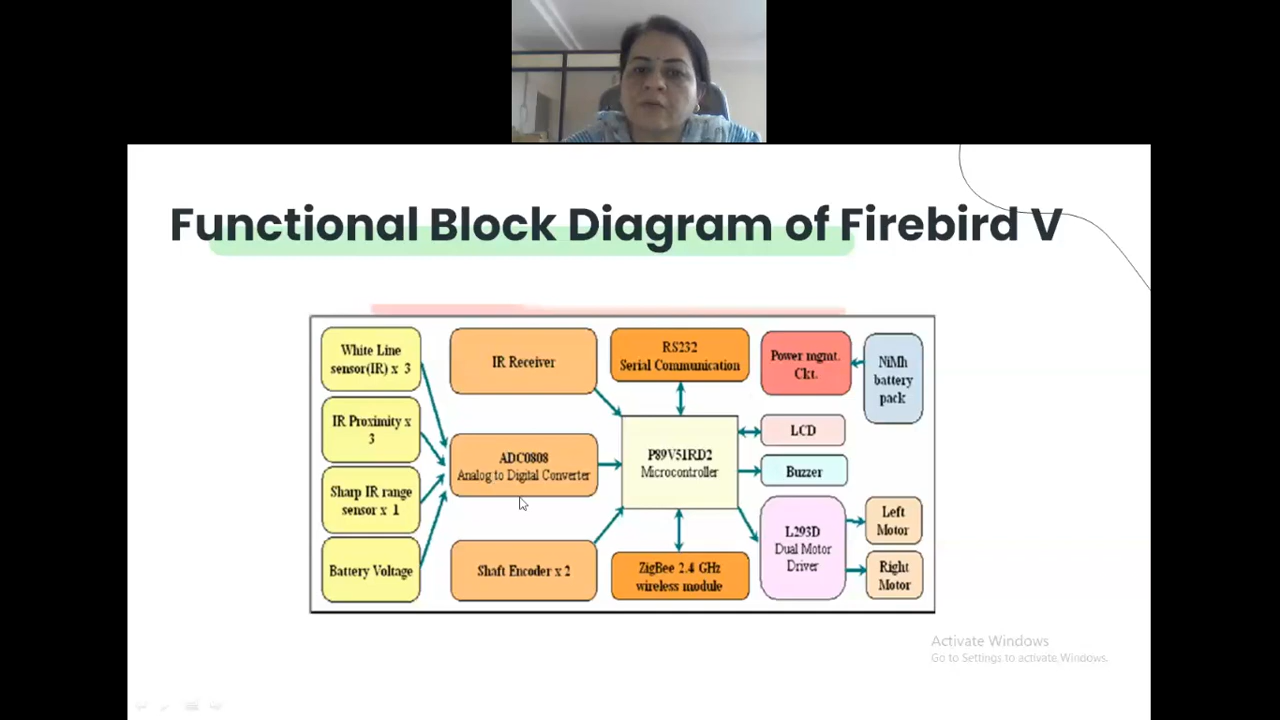 Functional Block Diagram of Firebird V
White Line
sensor(IR) x 3
IR Proximity x
3
Sharp IR range
sensor x 1
Battery Voltage
IR Receiver
ADC0808
Analog to Digital Converter
Shaft Encoder x 2
RS232
Serial Communication
P89V51RD2
Microcontroller
ZigBee 2.4 GHz
wireless module
Power mgmt.
Ckt.
NiMh
battery
pack
LCD
Buzzer
L293D
Dual Motor
Driver
Left
Motor
Right
Motor
Activate Windows
Go to Settings to activate Windows.